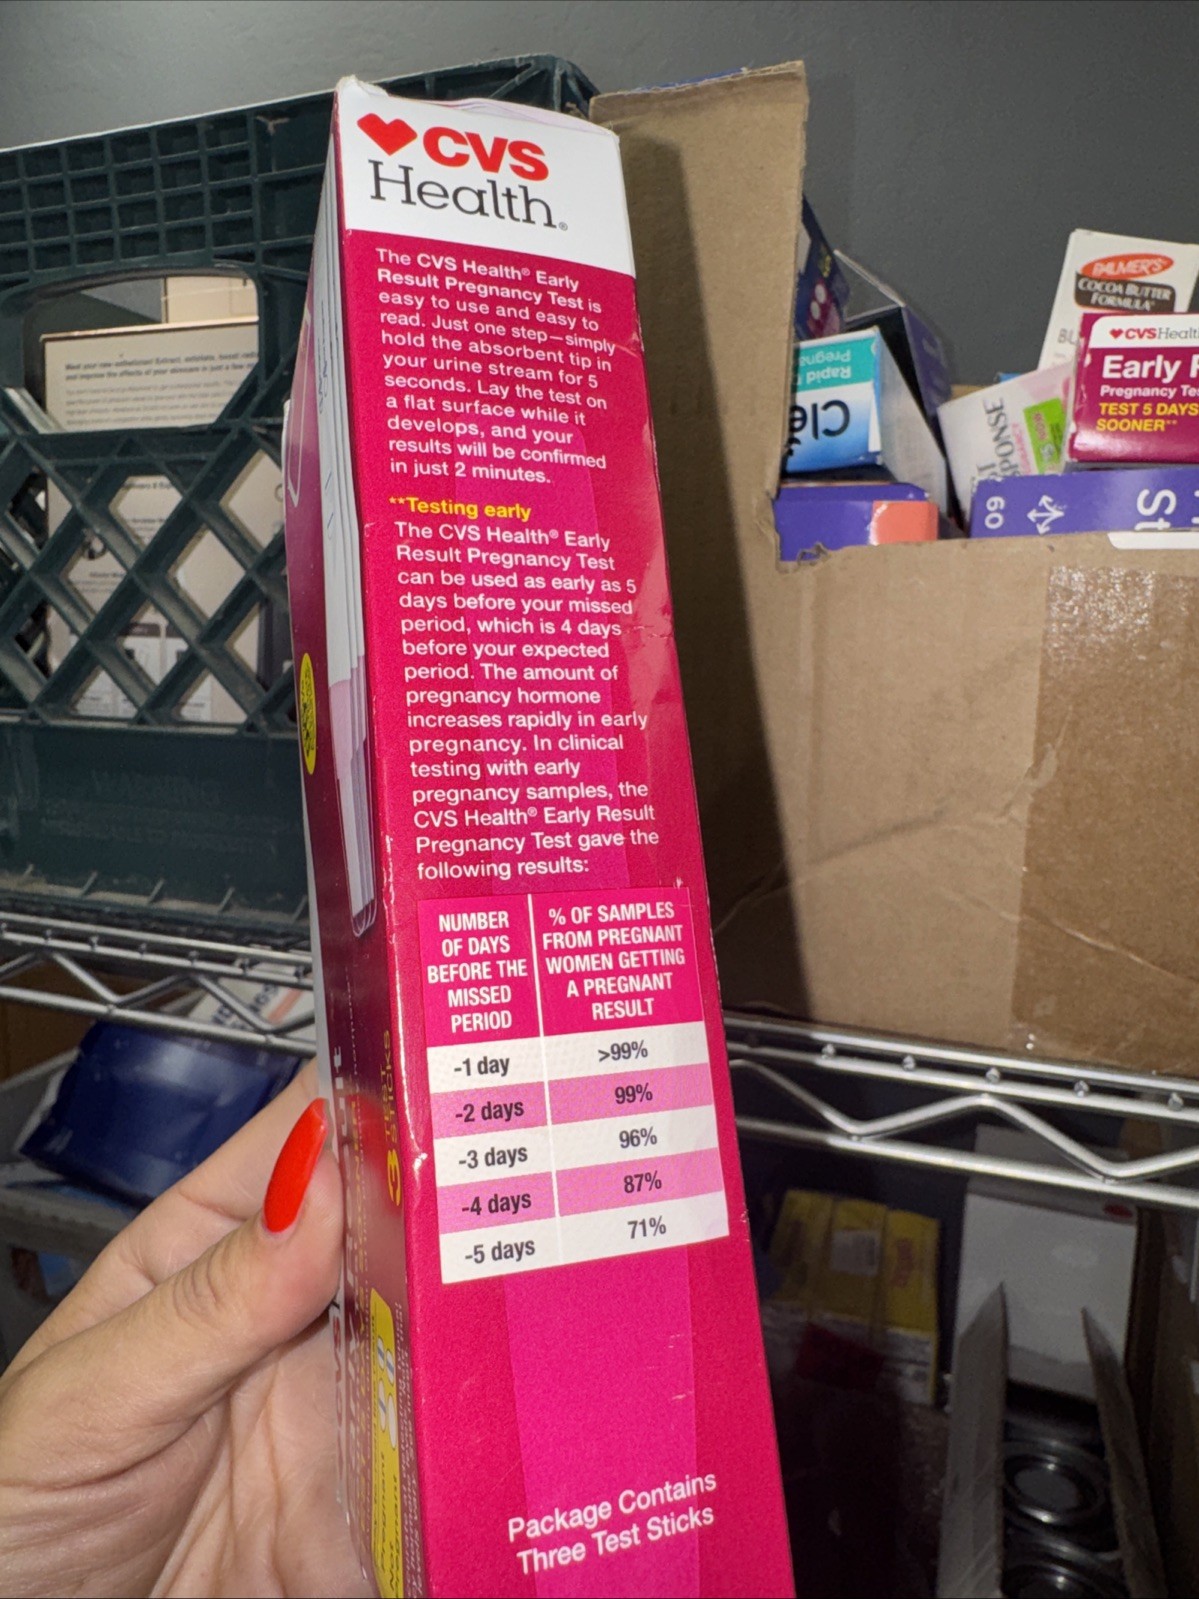 CVS
Health®
The CVS Health® Early
Result Pregnancy Test is
easy to use and easy to
read. Just one step—simply
hold the absorbent tip in
your urine stream for 5
seconds. Lay the test on
a flat surface while it
develops, and your
results will be confirmed
in just 2 minutes.
**Testing early
The CVS Health® Early
Result Pregnancy Test
can be used as early as 5
days before your missed
period, which is 4 days
before your expected
period. The amount of
pregnancy hormone
increases rapidly in early
pregnancy. In clinical
testing with early
pregnancy samples, the
CVS Health® Early Result
Pregnancy Test gave the
following results:
NUMBER
OF DAYS
BEFORE THE
MISSED
PERIOD
% OF SAMPLES
FROM PREGNANT
WOMEN GETTING
A PREGNANT
RESULT
-1 day >99%
-2 days 99%
-3 days 96%
-4 days 87%
-5 days 71%
Package Contains
Three Test Sticks
3 TEST
STICKS
PALMER'S
COCOA BUTTER
FORMULA
CVSHealth
Early
Pregnancy
TEST 5 DAYS
SOONER**
Rapid
60
St